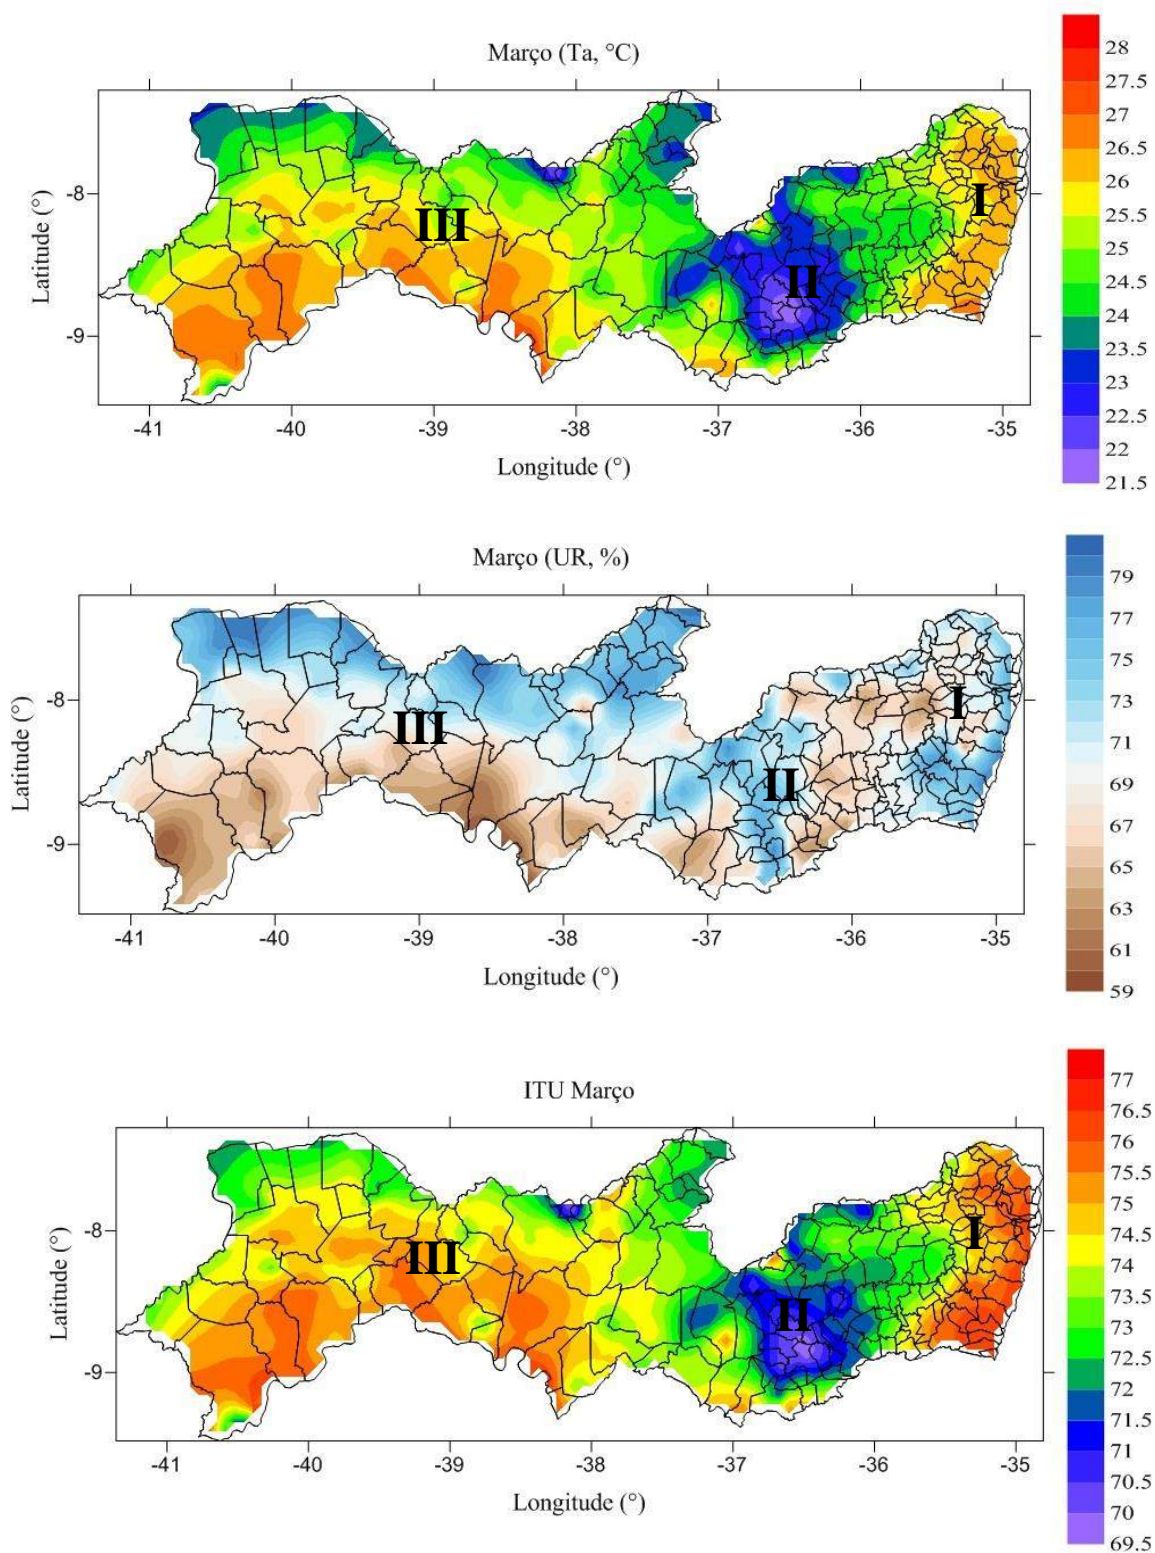 Março (Ta, °C)
28
27.5
27
26.5
26
25.5
25
24.5
24
23.5
23
22.5
22
21.5
I
II
III
-8
-9
Latitude (°)
-41 -40 -39 -38 -37 -36 -35
Longitude (°)
Março (UR, %)
79
77
75
73
71
69
67
65
63
61
59
I
II
III
-8
-9
Latitude (°)
-41 -40 -39 -38 -37 -36 -35
Longitude (°)
ITU Março
77
76.5
76
75.5
75
74.5
74
73.5
73
72.5
72
71.5
71
70.5
70
69.5
I
II
III
-8
-9
Latitude (°)
-41 -40 -39 -38 -37 -36 -35
Longitude (°)